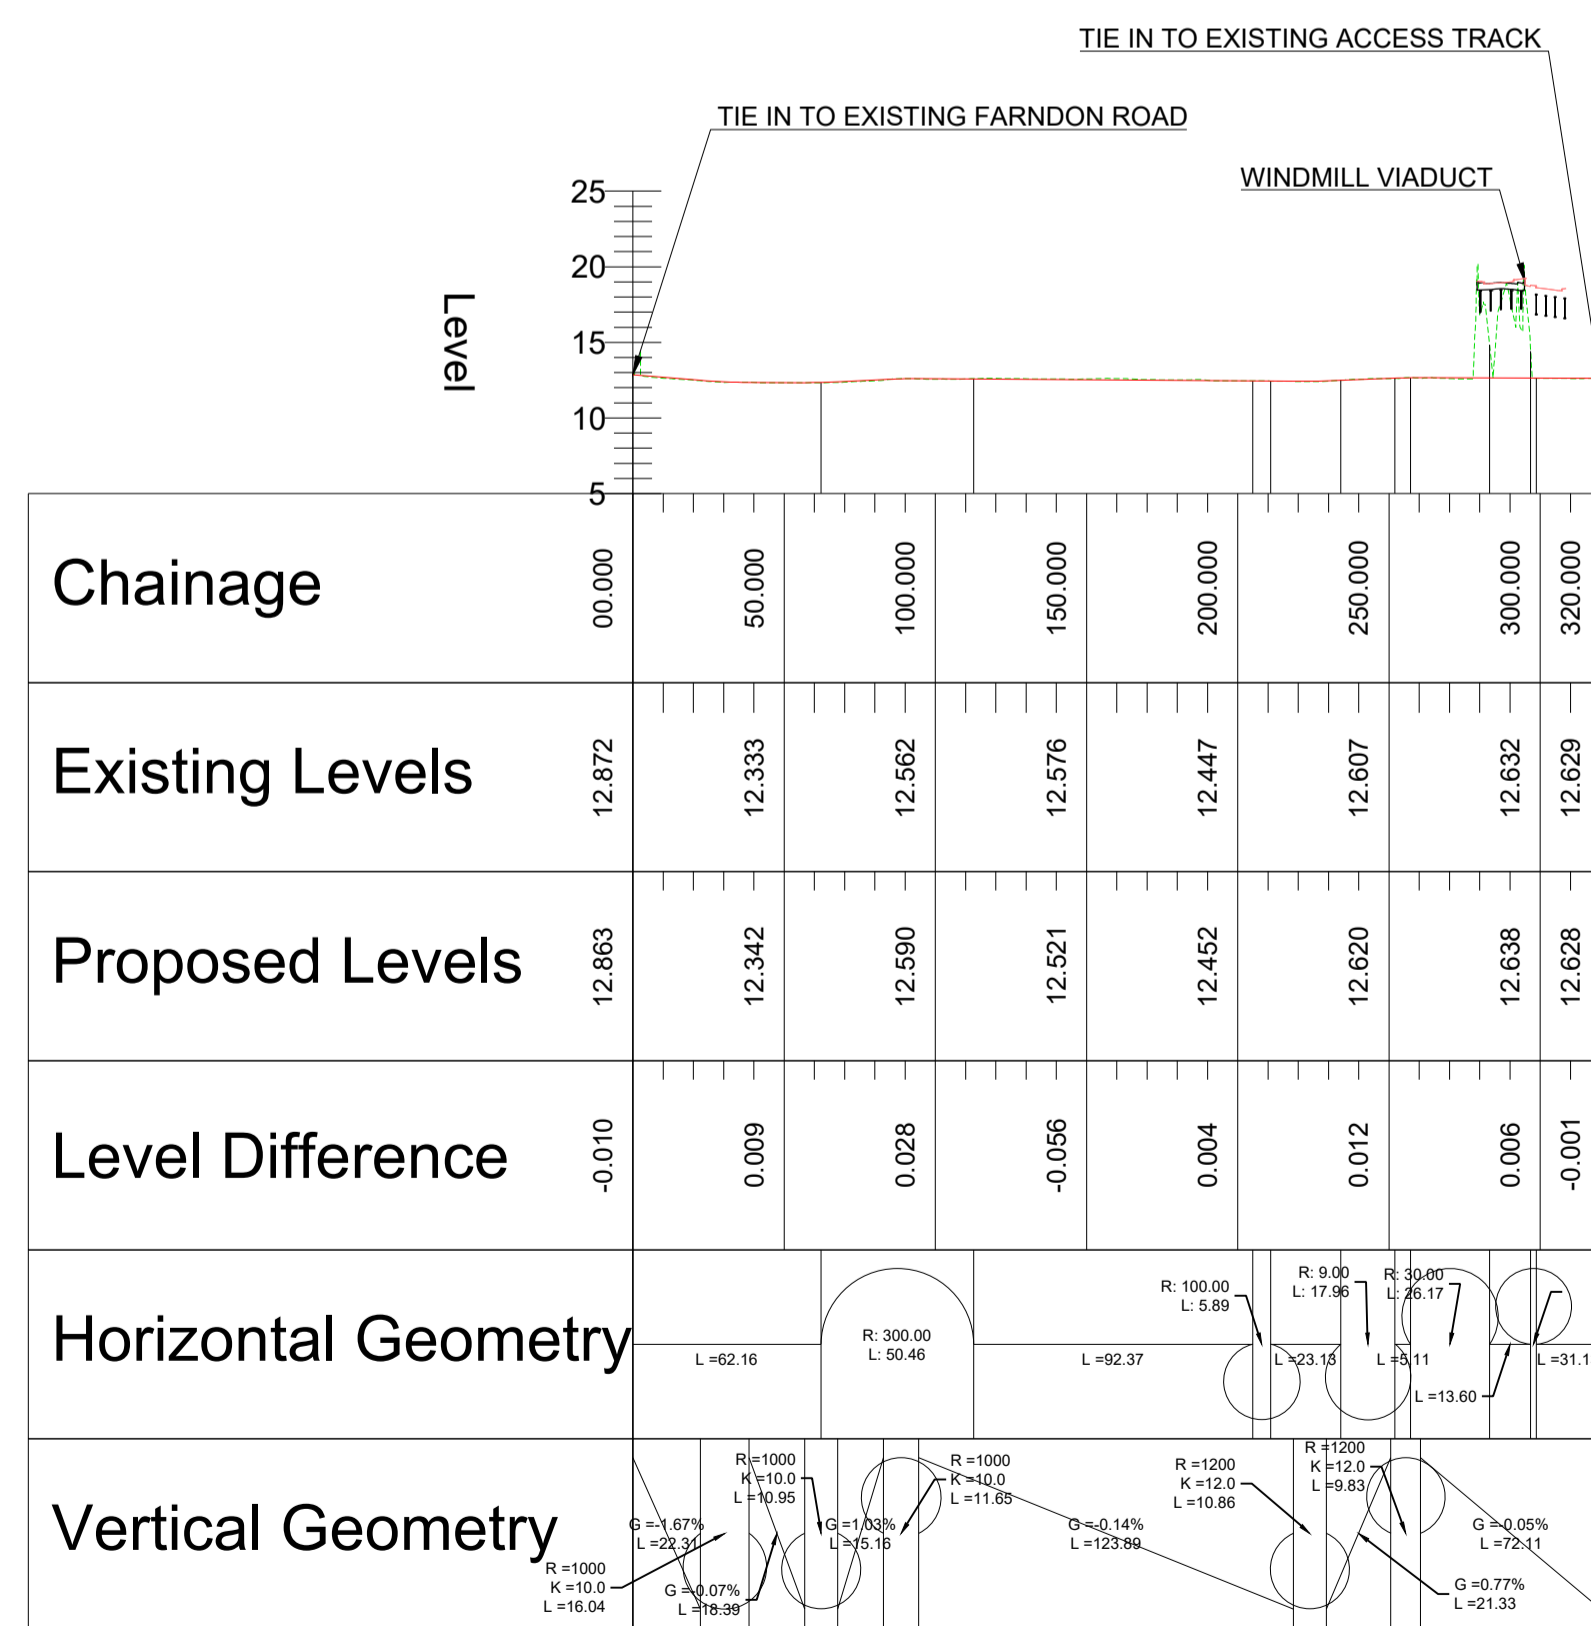 TIE IN TO EXISTING ACCESS TRACK
TIE IN TO EXISTING FARNDON ROAD
WINDMILL VIADUCT
Level
25
20
15
10
5
Chainage
00.000
50.000
100.000
150.000
200.000
250.000
300.000
320.000
Existing Levels
12.872
12.333
12.562
12.576
12.447
12.607
12.632
12.629
Proposed Levels
12.863
12.342
12.590
12.521
12.452
12.620
12.638
12.628
Level Difference
-0.010
0.009
0.028
-0.056
0.004
0.012
0.006
-0.001
Horizontal Geometry
L =62.16
R: 300.00
L: 50.46
L =92.37
R: 100.00
L: 5.89
L =23.13
R: 9.00
L: 17.96
L =5.11
R: 30.00
L: 26.17
L =13.60
L =31.1
Vertical Geometry
G =-1.67%
L =22.31
R =1000
K =10.0
L =16.04
G =-0.07%
L =18.39
R =1000
K =10.0
L =10.95
G =1.03%
L =15.16
R =1000
K =10.0
L =11.65
G =-0.14%
L =123.89
R =1200
K =12.0
L =10.86
G =0.77%
L =21.33
R =1200
K =12.0
L =9.83
G =-0.05%
L =72.11